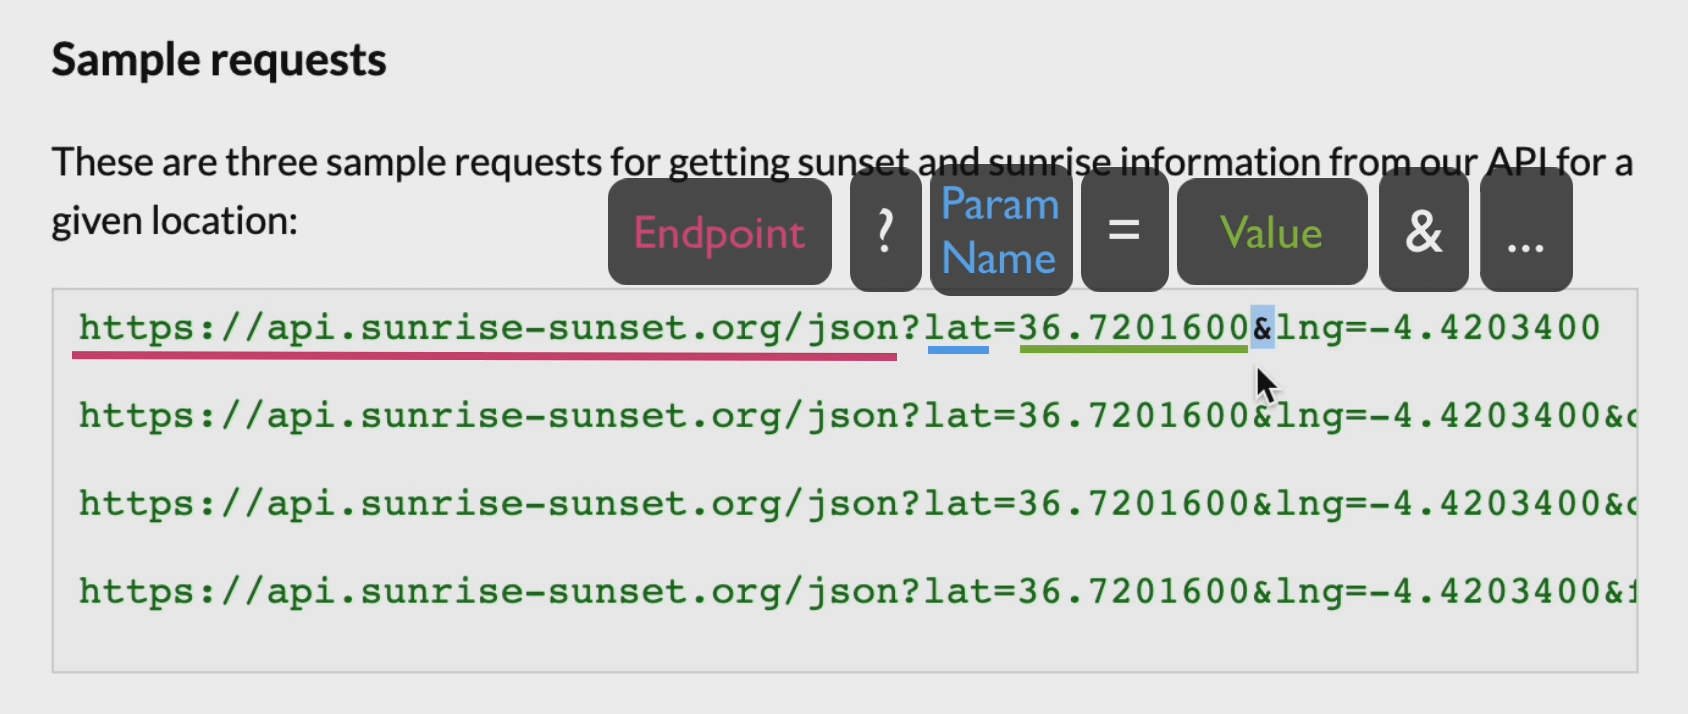 Sample requests
These are three sample requests for getting sunset and sunrise information from our API for a
given location:
Endpoint ? Param Name = Value & ...
https://api.sunrise-sunset.org/json?lat=36.7201600&lng=-4.4203400
https://api.sunrise-sunset.org/json?lat=36.7201600&lng=-4.4203400&
https://api.sunrise-sunset.org/json?lat=36.7201600&lng=-4.4203400&
https://api.sunrise-sunset.org/json?lat=36.7201600&lng=-4.4203400&